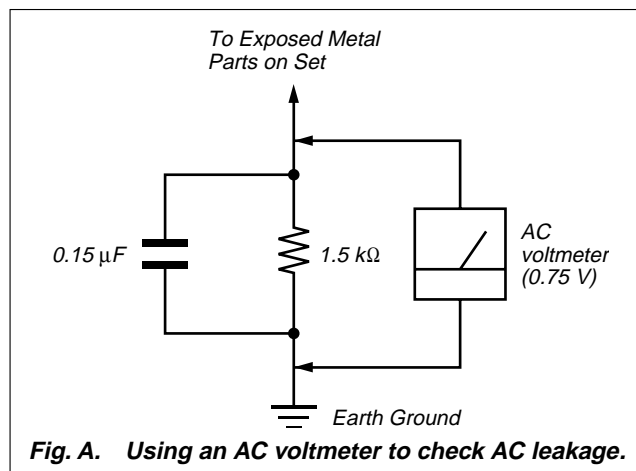 To Exposed Metal
Parts on Set
0.15 μF
1.5 kΩ
AC
voltmeter
(0.75 V)
Earth Ground
Fig. A. Using an AC voltmeter to check AC leakage.